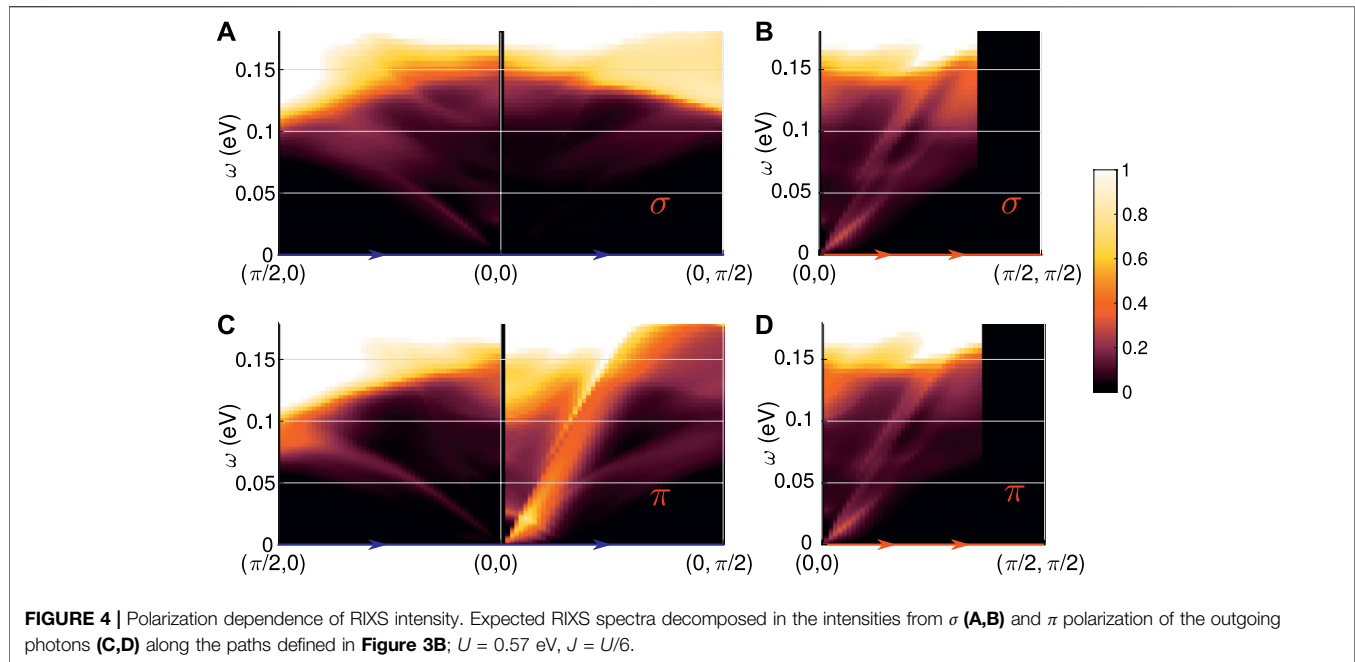 A
B
ω (eV)
0.15
0.1
0.05
0
σ
(π/2,0)
(0,0)
(0, π/2)
ω (eV)
0.15
0.1
0.05
0
σ
(0,0)
(π/2, π/2)
1
0.8
0.6
0.4
0.2
0
C
D
ω (eV)
0.15
0.1
0.05
0
π
(π/2,0)
(0,0)
(0, π/2)
ω (eV)
0.15
0.1
0.05
0
π
(0,0)
(π/2, π/2)
FIGURE 4 | Polarization dependence of RIXS intensity. Expected RIXS spectra decomposed in the intensities from σ (A,B) and π polarization of the outgoing
photons (C,D) along the paths defined in Figure 3B; U = 0.57 eV, J = U/6.